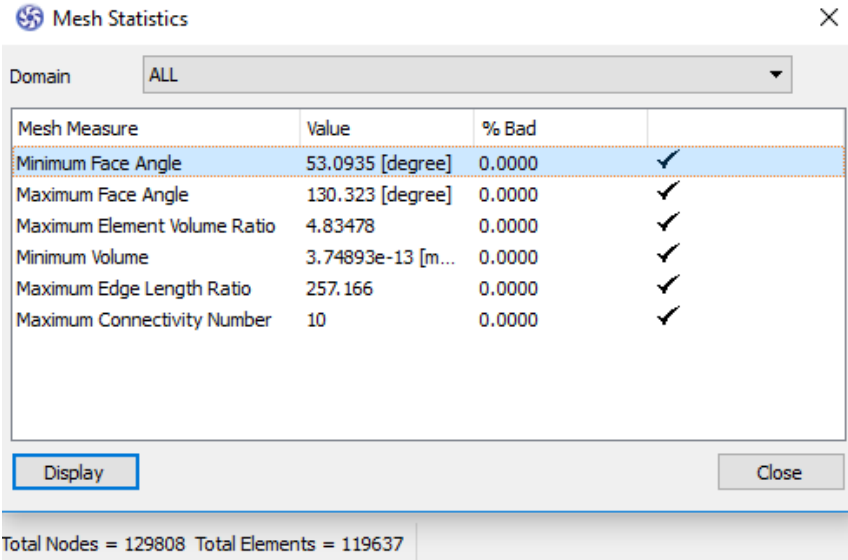 Mesh Statistics
Domain ALL
Mesh Measure Value % Bad
Minimum Face Angle 53.0935 [degree] 0.0000
Maximum Face Angle 130.323 [degree] 0.0000
Maximum Element Volume Ratio 4.83478 0.0000
Minimum Volume 3.74893e-13 [m... 0.0000
Maximum Edge Length Ratio 257.166 0.0000
Maximum Connectivity Number 10 0.0000
Display Close
Total Nodes = 129808 Total Elements = 119637